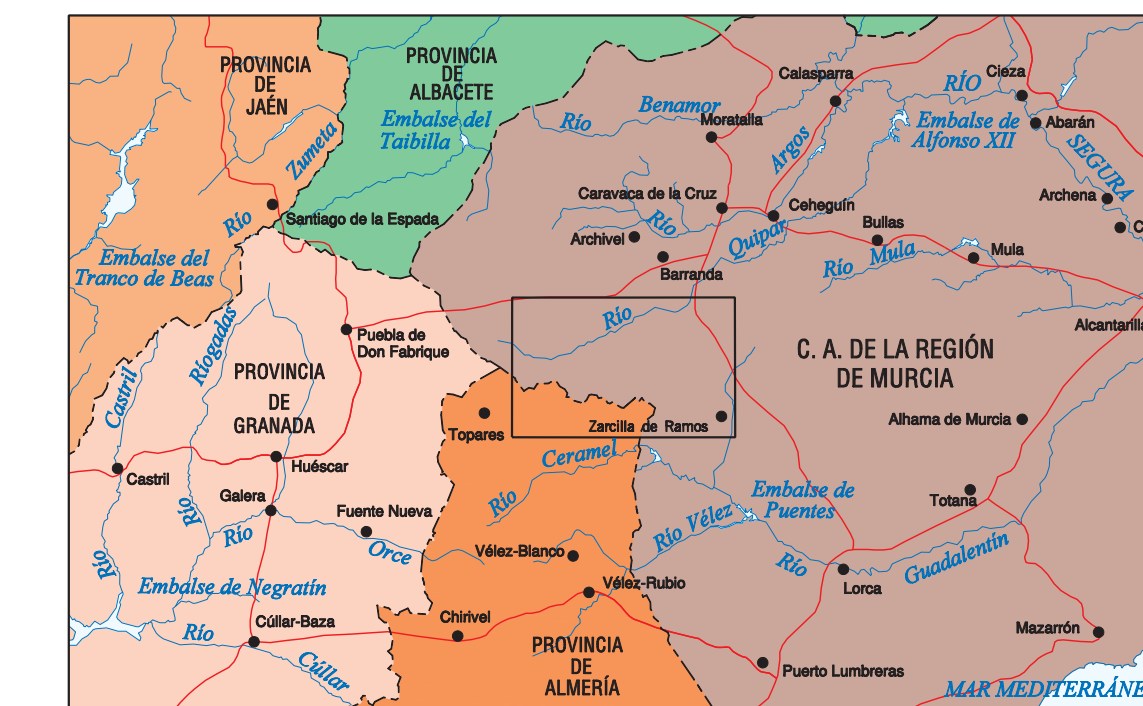 PROVINCIA
DE
JAÉN
PROVINCIA
DE
ALBACETE
Calasparra
RÍO
Cieza
Benamor
Río
Embalse del
Taibilla
Moratalla
Embalse de
Alfonso XII
Abarán
Zumeta
Argos
SEGURA
Río
Santiago de la Espada
Caravaca de la Cruz
Río
Ceheguín
Archena
C
Archivel
Quipar
Bullas
Río Mula
Mula
Embalse del
Tranco de Beas
Barranda
Río
Alcantarill
Ríogadas
Puebla de
Don Fabrique
PROVINCIA
DE
GRANADA
C. A. DE LA REGIÓN
DE MURCIA
Castril
Topares
Zarcilla de Ramos
Alhama de Murcia
Castril
Huéscar
Ceramel
Río
Galera
Río
Río
Fuente Nueva
Orce
Embalse de
Puentes
Totana
Río Vélez
Vélez-Blanco
Río
Guadalentín
Río
Embalse de Negratín
Vélez-Rubio
Lorca
Río
Cúllar-Baza
Cúllar
Chirivel
PROVINCIA
DE
ALMERÍA
Mazarrón
Puerto Lumbreras
MAR MEDITERRÁNE